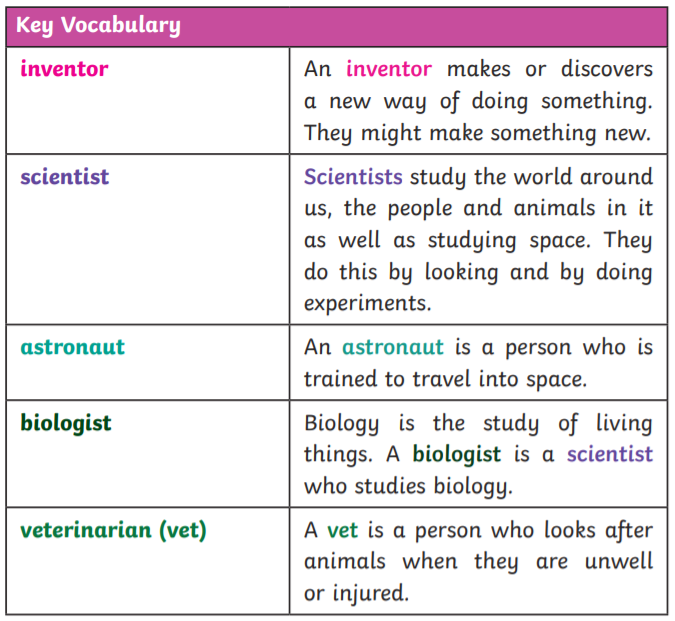 Key Vocabulary
inventor
An inventor makes or discovers
a new way of doing something.
They might make something new.
scientist
Scientists study the world around
us, the people and animals in it
as well as studying space. They
do this by looking and by doing
experiments.
astronaut
An astronaut is a person who is
trained to travel into space.
biologist
Biology is the study of living
things. A biologist is a scientist
who studies biology.
veterinarian (vet)
A vet is a person who looks after
animals when they are unwell
or injured.